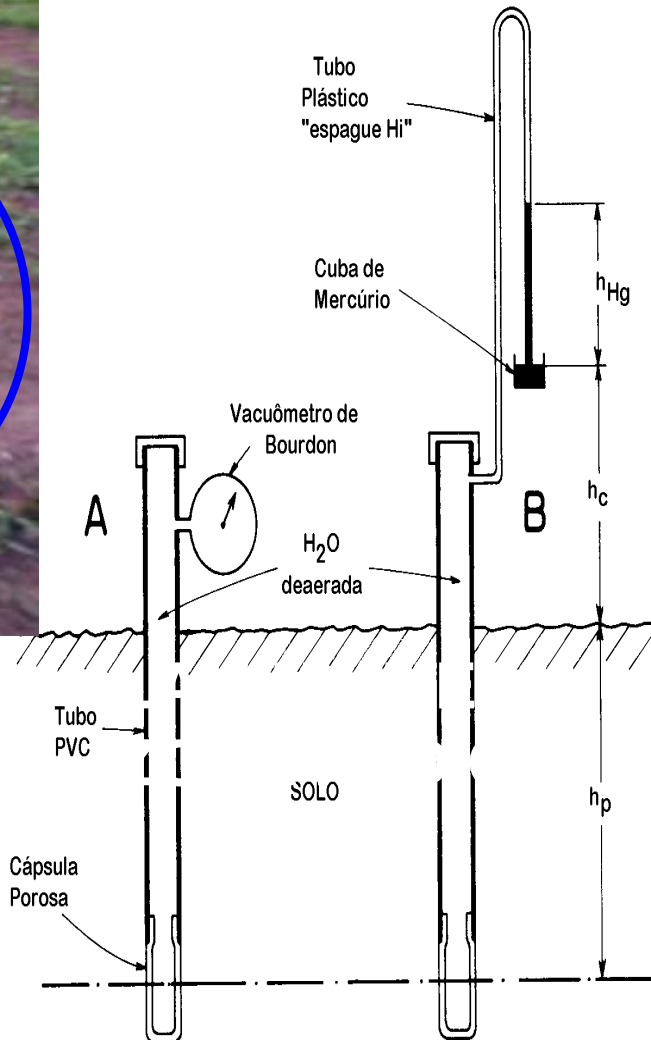 Tubo
Plástico
"espague Hi"
h_Hg
Cuba de
Mercúrio
Vacuômetro de
Bourdon
A
B
h_c
H₂O
deaerada
Tubo
PVC
SOLO
h_p
Cápsula
Porosa